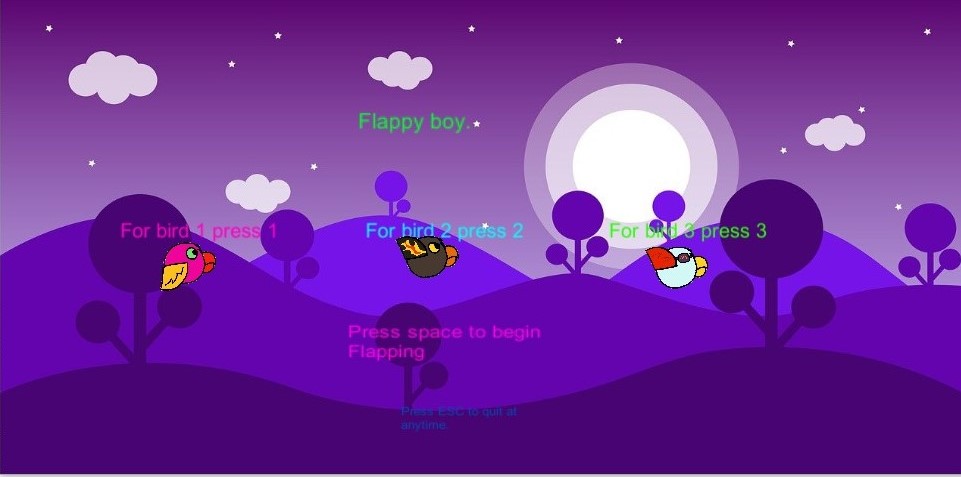 Flappy boy.
For bird 1 press 1
For bird 2 press 2
For bird 3 press 3
Press space to begin
Flapping
Press ESC to quit at
anytime.